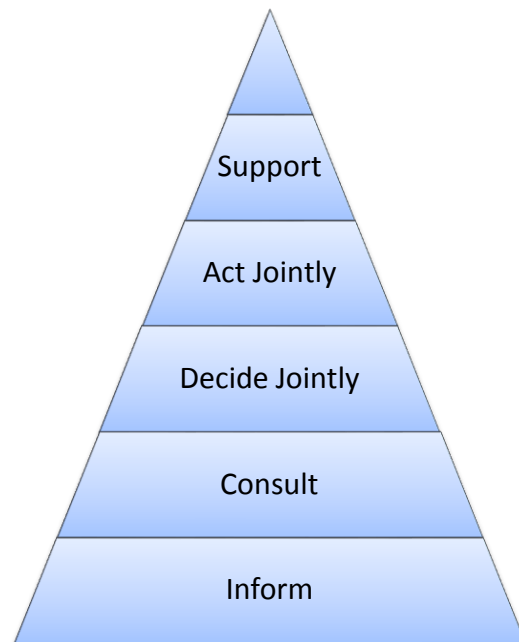 Support
Act Jointly
Decide Jointly
Consult
Inform